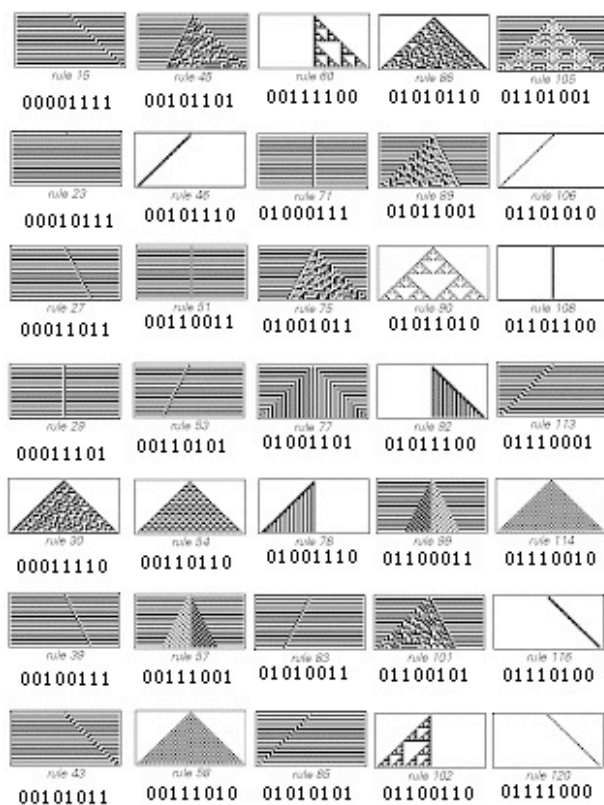 rule 15 rule 45 rule 60 rule 86 rule 105
00001111 00101101 00111100 01010110 01101001
rule 23 rule 46 rule 71 rule 89 rule 106
00010111 00101110 01000111 01011001 01101010
rule 27 rule 51 rule 75 rule 90 rule 108
00011011 00110011 01001011 01011010 01101100
rule 29 rule 53 rule 77 rule 92 rule 113
00011101 00110101 01001101 01011100 01110001
rule 30 rule 54 rule 78 rule 99 rule 114
00011110 00110110 01001110 01100011 01110010
rule 39 rule 57 rule 83 rule 101 rule 116
00100111 00111001 01010011 01100101 01110100
rule 43 rule 58 rule 85 rule 102 rule 120
00101011 00111010 01010101 01100110 01111000